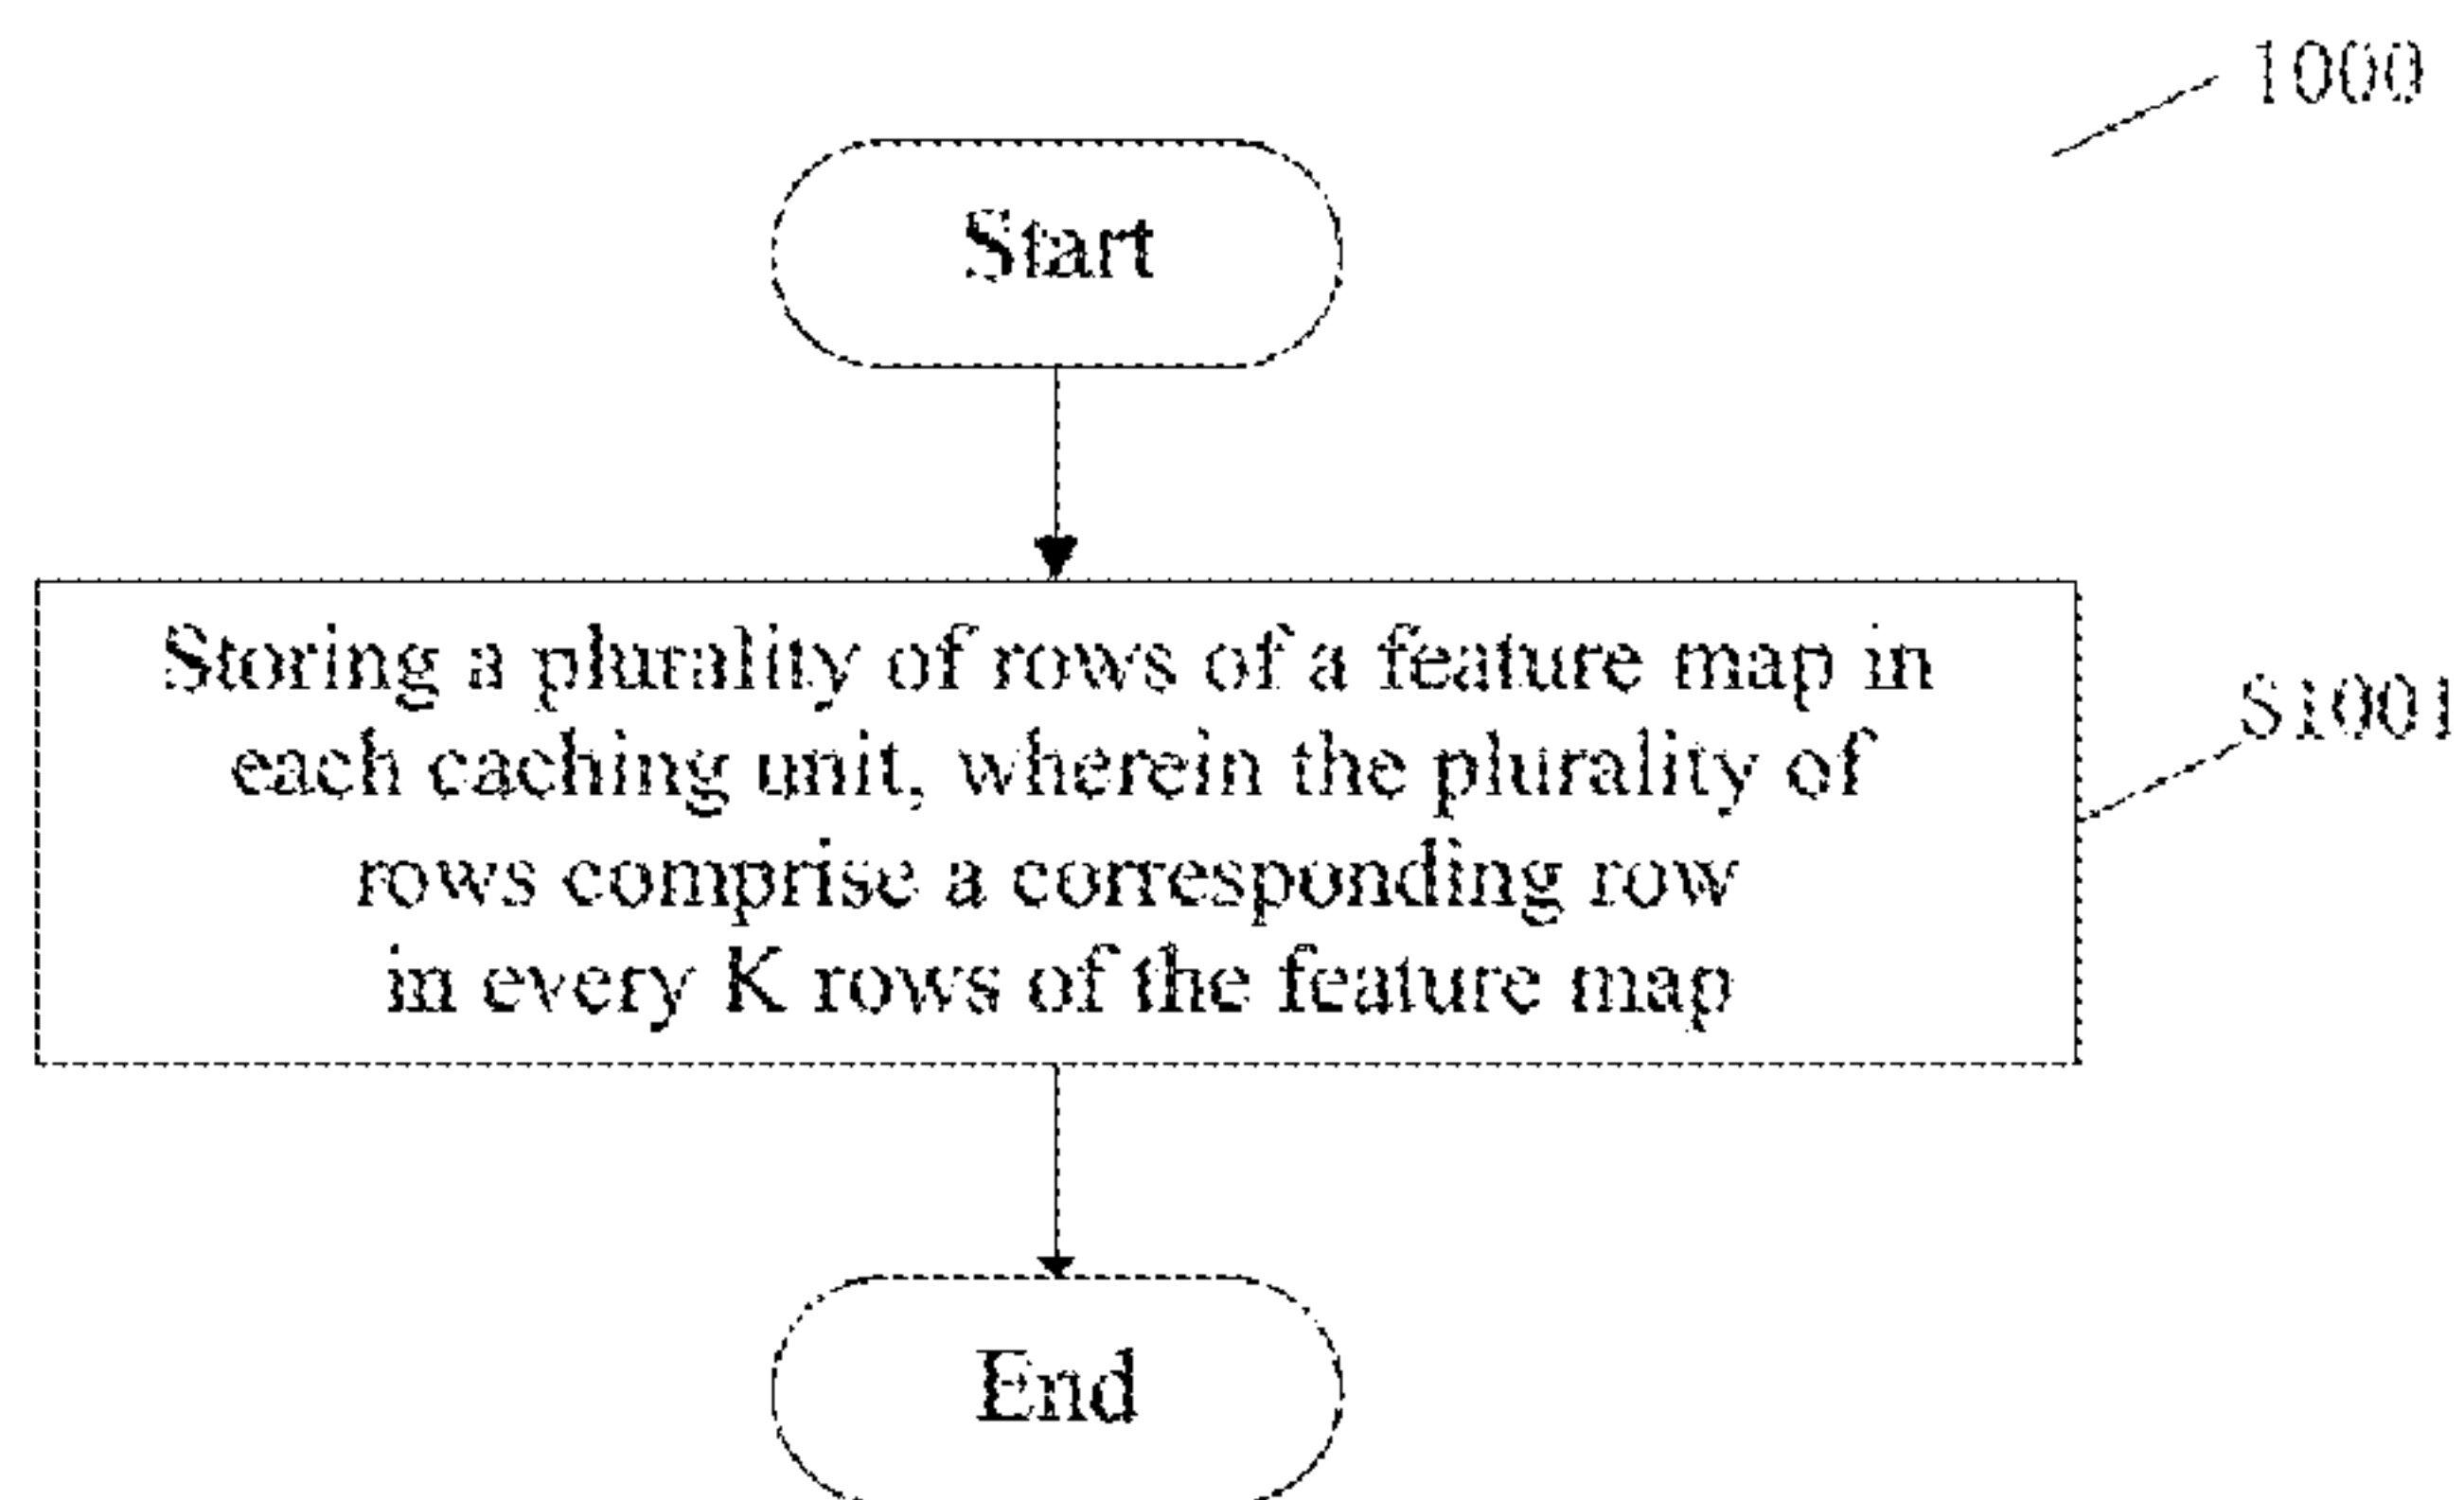 1000
Start
Storing a plurality of rows of a feature map in
each caching unit, wherein the plurality of
rows comprise a corresponding row
in every K rows of the feature map
S1001
End